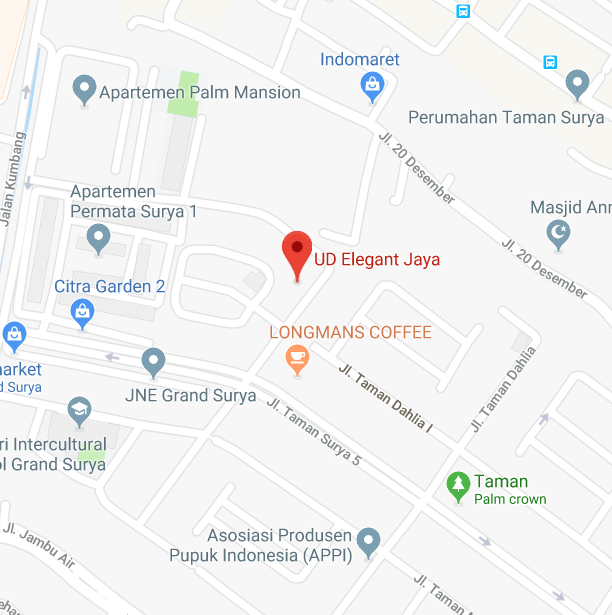 Indomaret
Apartemen Palm Mansion
Perumahan Taman Surya
Jl. 20 Desember
Jalan Kumbang
Apartemen
Permata Surya 1
Masjid Ann
Jl. 20 Desember
UD Elegant Jaya
Citra Garden 2
LONGMANS COFFEE
arket
d Surya
JNE Grand Surya
Jl. Taman Dahlia I
Jl. Taman Dahlia
Jl. Taman Surya 5
ri Intercultural
ol Grand Surya
Taman
Palm crown
Asosiasi Produsen
Pupuk Indonesia (APPI)
Jl. Jambu Air.
Jl. Taman